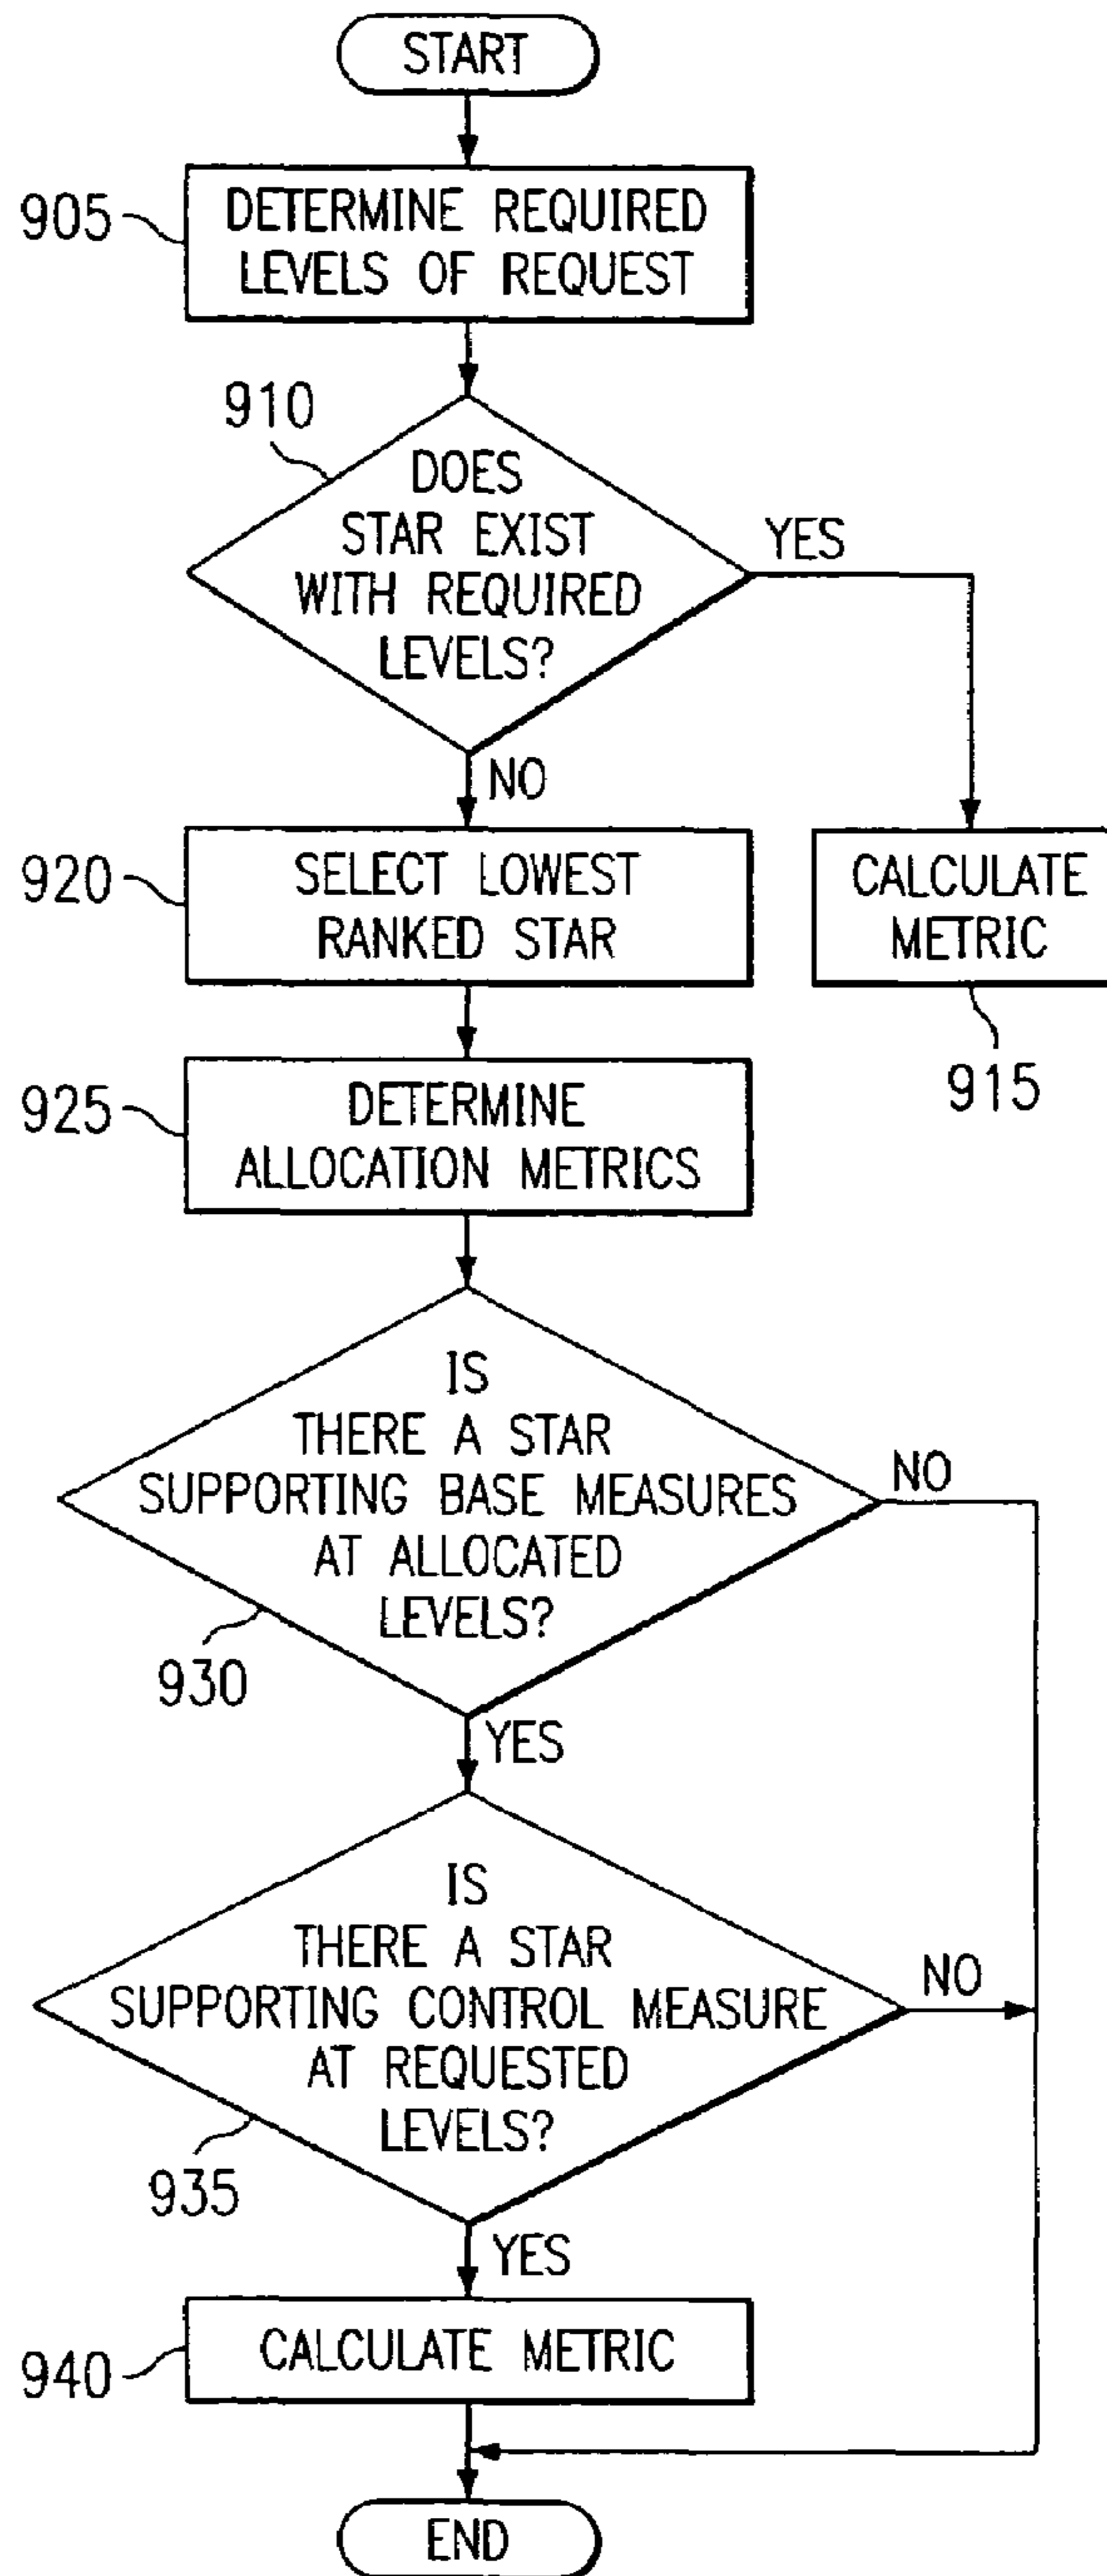 START
905
DETERMINE REQUIRED
LEVELS OF REQUEST
910
DOES
STAR EXIST
WITH REQUIRED
LEVELS?
YES
NO
920
SELECT LOWEST
RANKED STAR
CALCULATE
METRIC
915
925
DETERMINE
ALLOCATION METRICS
IS
THERE A STAR
SUPPORTING BASE MEASURES
AT ALLOCATED
LEVELS?
NO
930
YES
IS
THERE A STAR
SUPPORTING CONTROL MEASURE
AT REQUESTED
LEVELS?
NO
935
YES
940
CALCULATE METRIC
END